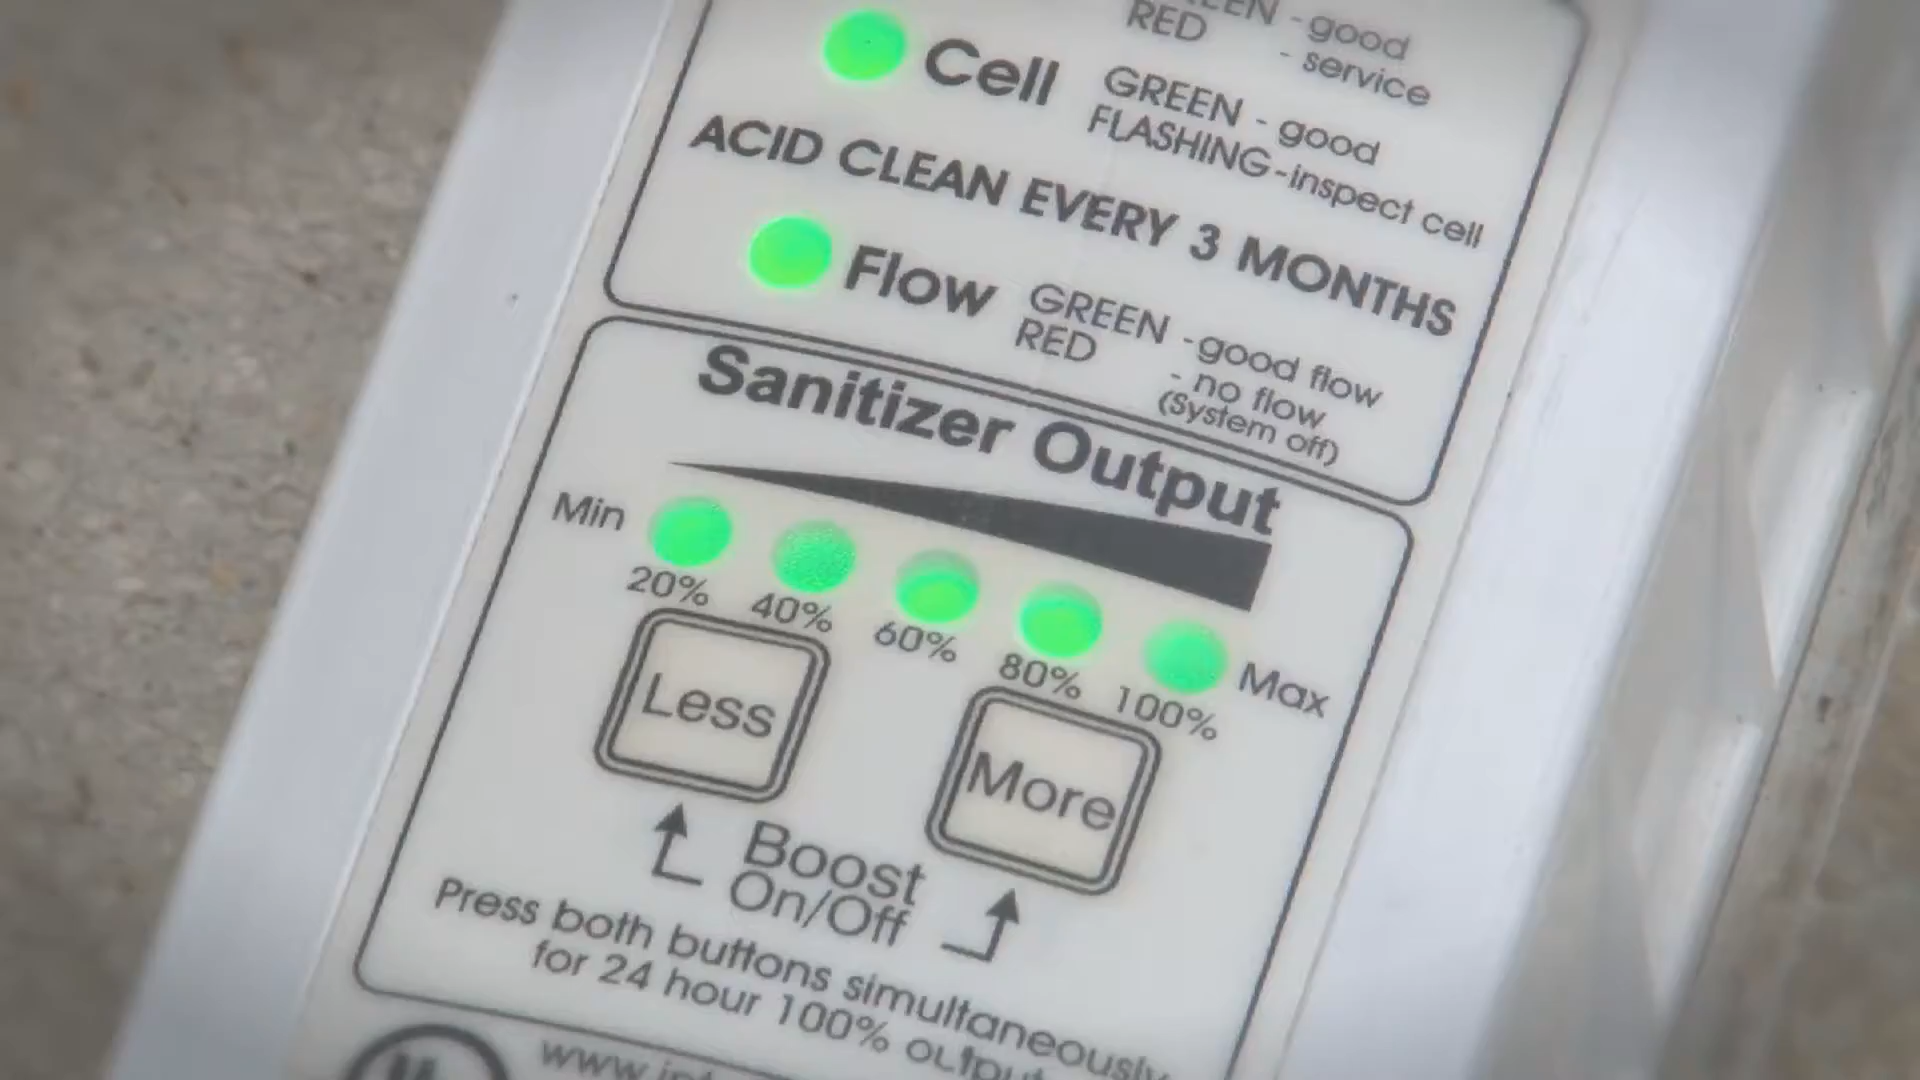 - good
RED - service
Cell GREEN - good
FLASHING - inspect cell
ACID CLEAN EVERY 3 MONTHS
Flow GREEN - good flow
RED - no flow
(System off)
Sanitizer Output
Min 20% 40% 60% 80% 100% Max
Less More
Boost
On/Off
Press both buttons simultaneously
for 24 hour 100%